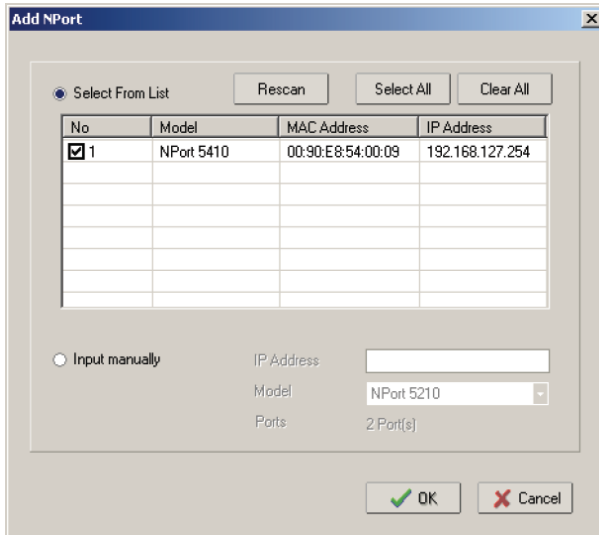 Add NPort
Select From List Rescan Select All Clear All
No Model MAC Address IP Address
1 NPort 5410 00:90:E8:54:00:09 192.168.127.254
Input manually IP Address
Model NPort 5210
Ports 2 Port(s)
OK Cancel